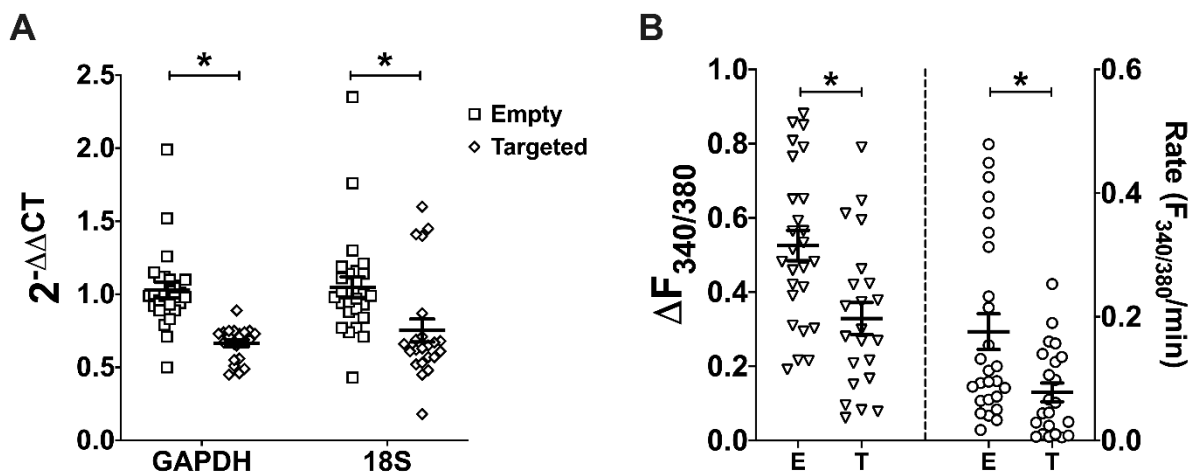 A
2.5
2.0
1.5
1.0
0.5
0.0
2-ΔΔCT
*
*
Empty
Targeted
GAPDH
18S
B
1.0
0.8
0.6
0.4
0.2
0.0
ΔF340/380
*
*
0.6
0.4
0.2
0.0
Rate (F340/380/min)
E
T
E
T